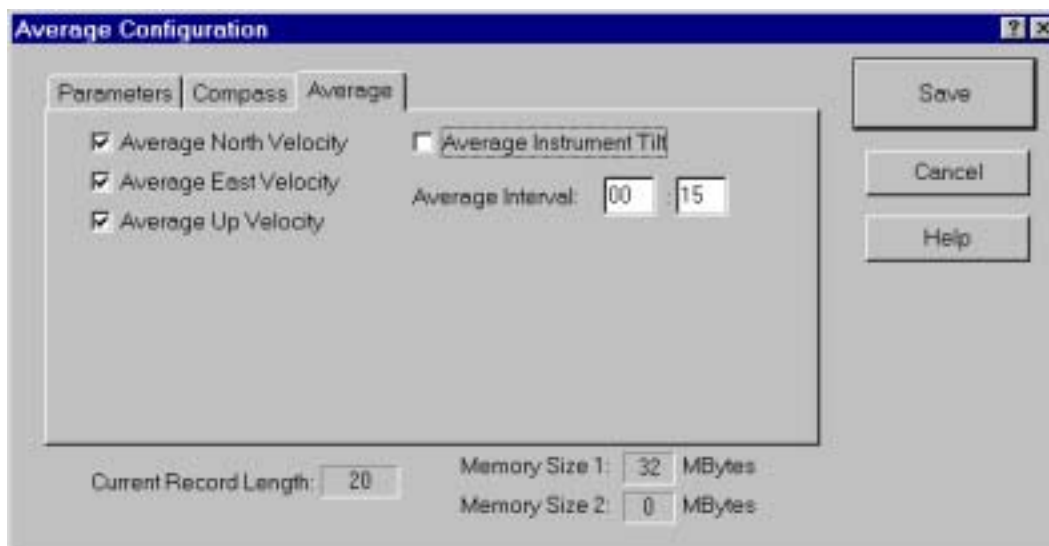 Average Configuration
Parameters Compass Average
Average North Velocity
Average East Velocity
Average Up Velocity
Average Instrument Tilt
Average Interval: 00 : 15
Save
Cancel
Help
Current Record Length: 20
Memory Size 1: 32 MBytes
Memory Size 2: 0 MBytes